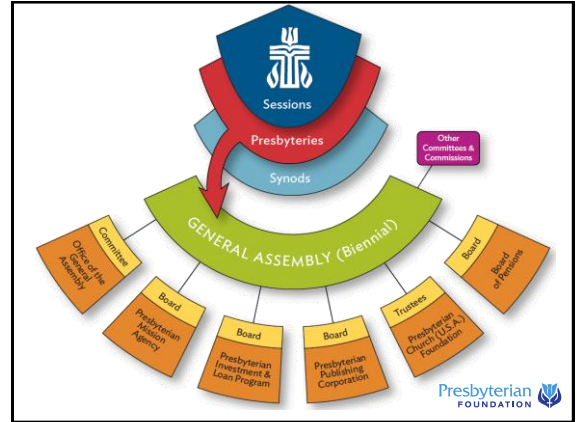 Sessions
Presbyteries
Synods
Other
Committees &
Commissions
GENERAL ASSEMBLY (Biennial)
Committee
Office of the
General
Assembly
Board
Presbyterian
Mission
Agency
Board
Presbyterian
Investment &
Loan Program
Board
Presbyterian
Publishing
Corporation
Trustees
Presbyterian
Church (U.S.A.)
Foundation
Board
Board
of Pensions
Presbyterian
FOUNDATION